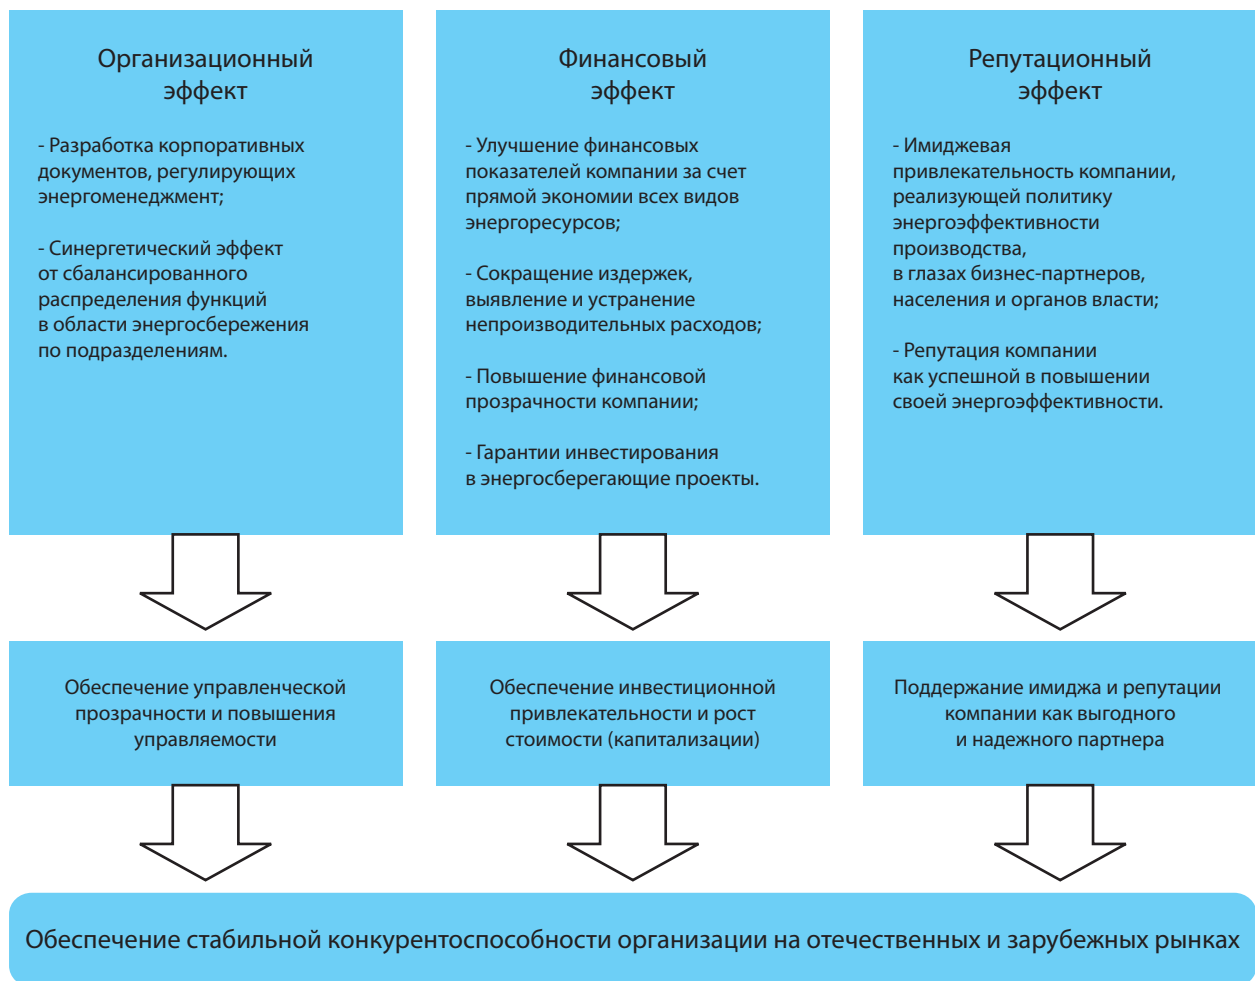 Организационный
эффект
- Разработка корпоративных
документов, регулирующих
энергоменеджмент;
- Синергетический эффект
от сбалансированного
распределения функций
в области энергосбережения
по подразделениям.
Финансовый
эффект
- Улучшение финансовых
показателей компании за счет
прямой экономии всех видов
энергоресурсов;
- Сокращение издержек,
выявление и устранение
непроизводительных расходов;
- Повышение финансовой
прозрачности компании;
- Гарантии инвестирования
в энергосберегающие проекты.
Репутационный
эффект
- Имиджевая
привлекательность компании,
реализующей политику
энергоэффективности
производства,
в глазах бизнес-партнеров,
населения и органов власти;
- Репутация компании
как успешной в повышении
своей энергоэффективности.
Обеспечение управленческой
прозрачности и повышения
управляемости
Обеспечение инвестиционной
привлекательности и рост
стоимости (капитализации)
Поддержание имиджа и репутации
компании как выгодного
и надежного партнера
Обеспечение стабильной конкурентоспособности организации на отечественных и зарубежных рынках